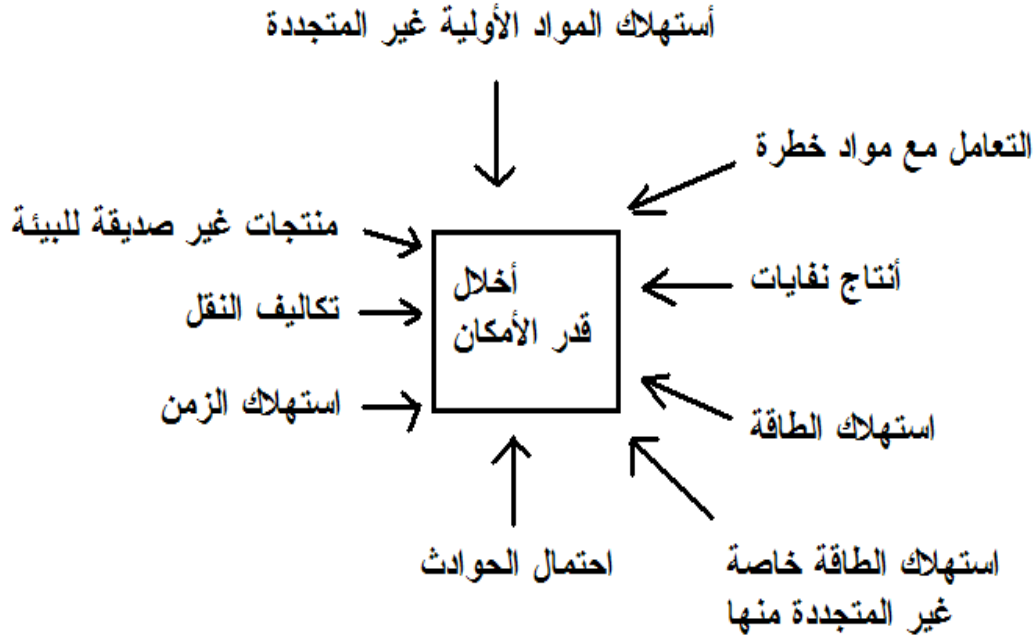 أستهلاك المواد الأولية غير المتجددة
التعامل مع مواد خطرة
منتجات غير صديقة للبيئة
أخلال
قدر الأمكان
أنتاج نفايات
تكاليف النقل
استهلاك الزمن
استهلاك الطاقة
احتمال الحوادث
استهلاك الطاقة خاصة
غير المتجددة منها